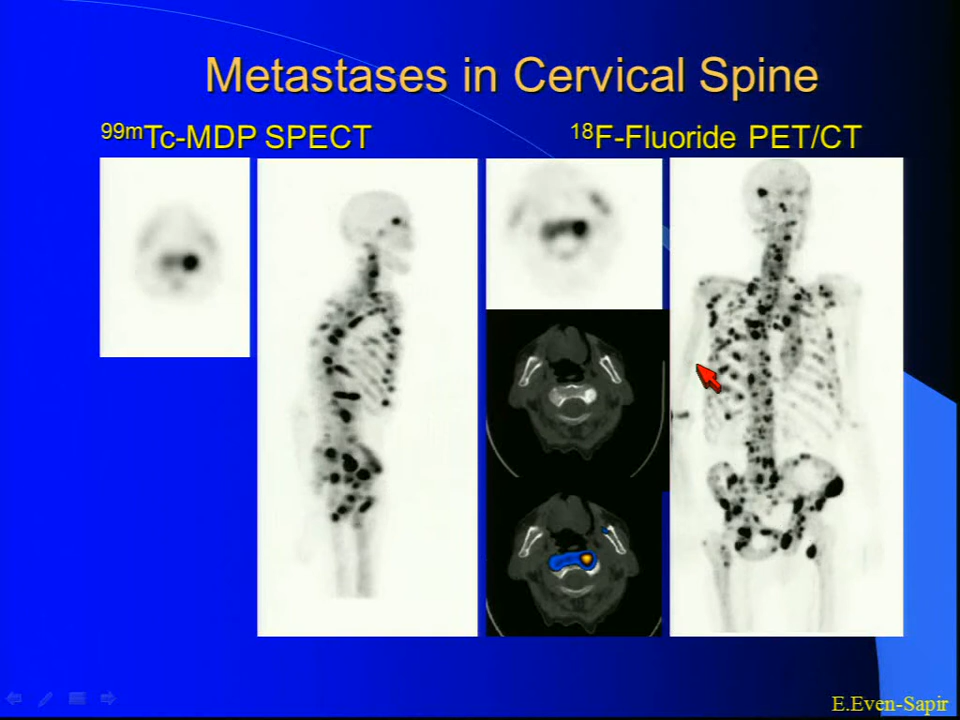 Metastases in Cervical Spine
99mTc-MDP SPECT
18F-Fluoride PET/CT
E.Even-Sapir